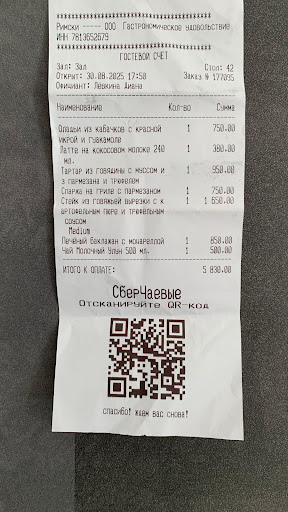 Римски ----- ООО Гастрономическое удовольствие
ИНН 7813652679
ГОСТЕВОЙ СЧЕТ
Зал: Зал Стол: 42
Открыт: 30.08.2025 17:50 Заказ № 177095
Официант: Левкина Диана
Наименование Кол-во Сумма
Оладьи из кабачков с красной 1 750.00
икрой и гуакамоле
Латте на кокосовом молоке 240 1 380.00
мл.
Тартар из говядины с муссом и 1 950.00
з пармезана и трюфелем
Спаржа на гриле с пармезаном 1 750.00
Стейк из говяжьей вырезки с к 1 1 650.00
артофельным пюре и трюфельным
соусом
Medium
Печёный баклажан с моцареллой 1 850.00
Чай Молочный Улун 500 мл. 1 500.00
ИТОГО К ОПЛАТЕ: 5 830.00
СберЧаевые
Отсканируйте QR-код
спасибо! ждем вас снова!